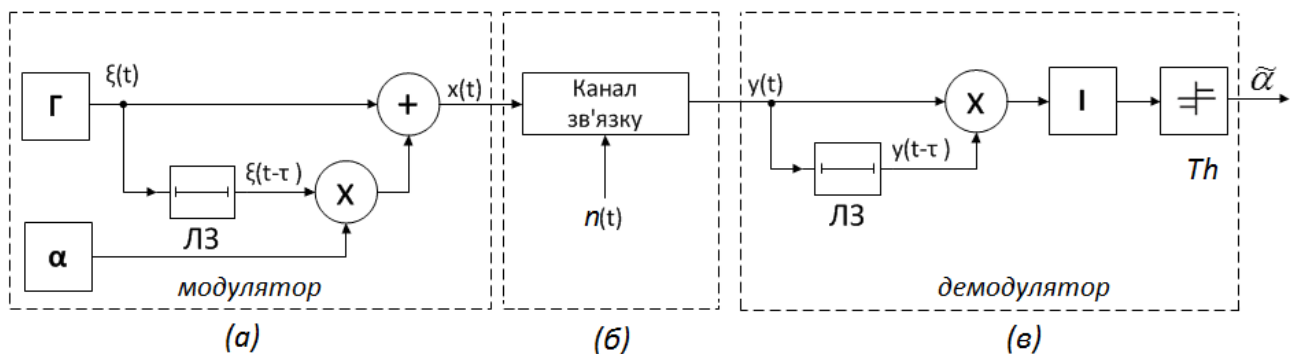 ξ(t)
x(t)
y(t)
α̃
Г
+
Канал
зв'язку
X
I
ξ(t-τ )
y(t-τ )
X
Th
n(t)
ЛЗ
ЛЗ
α
модулятор
демодулятор
(а)
(б)
(в)